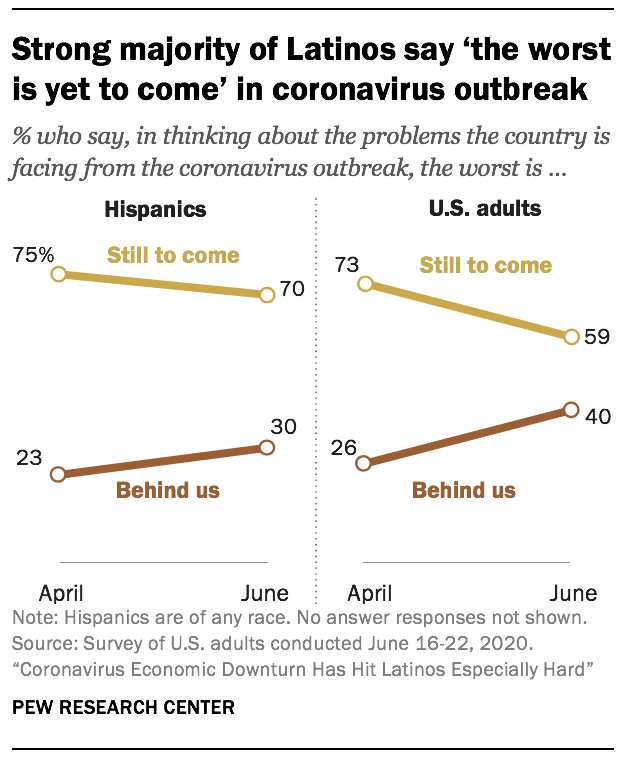 Strong majority of Latinos say ‘the worst
is yet to come’ in coronavirus outbreak
% who say, in thinking about the problems the country is
facing from the coronavirus outbreak, the worst is ...
Hispanics
75%
Still to come
70
23
30
Behind us
April
June
U.S. adults
73
Still to come
59
26
40
Behind us
April
June
Note: Hispanics are of any race. No answer responses not shown.
Source: Survey of U.S. adults conducted June 16-22, 2020.
“Coronavirus Economic Downturn Has Hit Latinos Especially Hard”
PEW RESEARCH CENTER